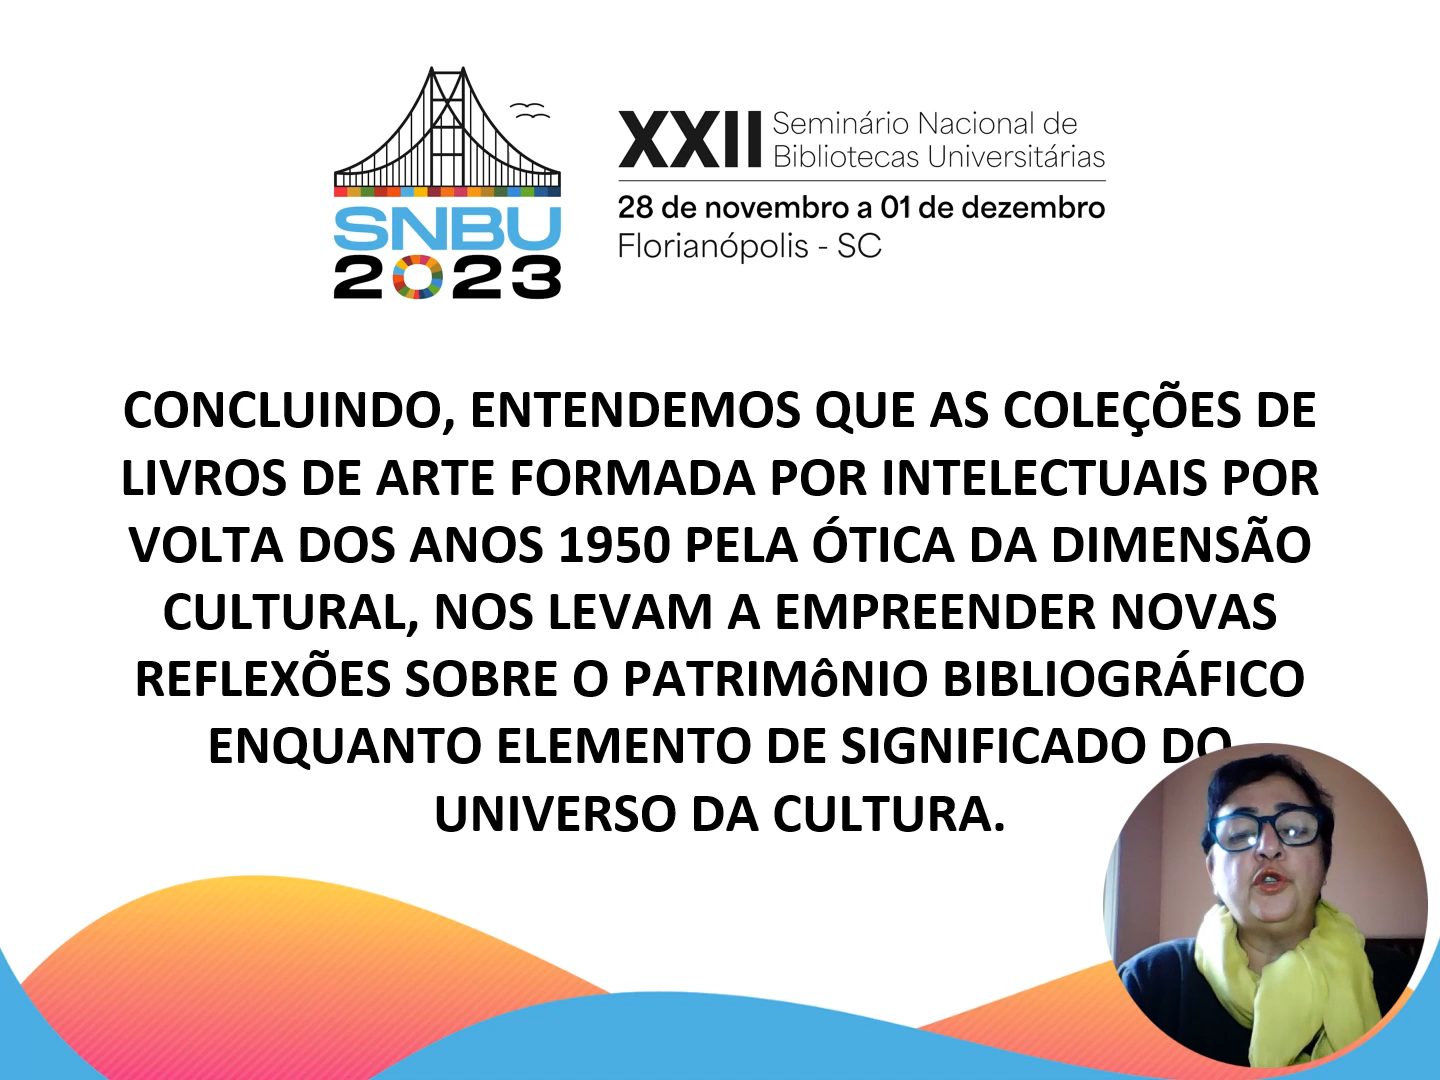 XXII Seminário Nacional de
Bibliotecas Universitárias
28 de novembro a 01 de dezembro
Florianópolis - SC
SNBU
2023
CONCLUINDO, ENTENDEMOS QUE AS COLEÇÕES DE
LIVROS DE ARTE FORMADA POR INTELECTUAIS POR
VOLTA DOS ANOS 1950 PELA ÓTICA DA DIMENSÃO
CULTURAL, NOS LEVAM A EMPREENDER NOVAS
REFLEXÕES SOBRE O PATRIMôNIO BIBLIOGRÁFICO
ENQUANTO ELEMENTO DE SIGNIFICADO DO
UNIVERSO DA CULTURA.